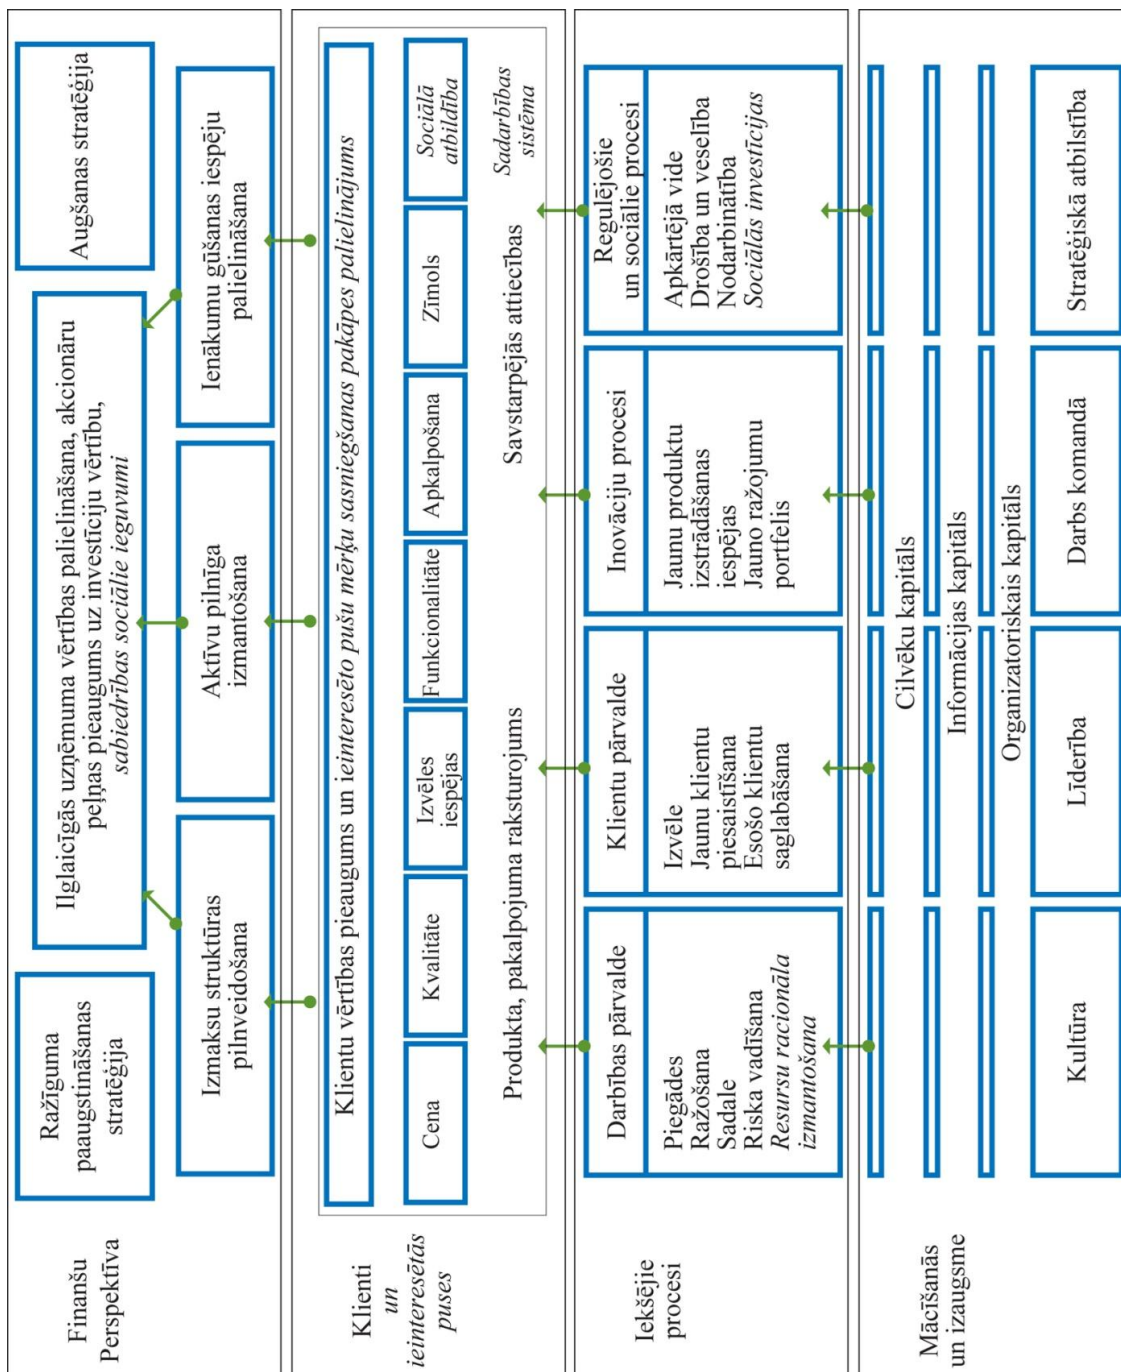 Finanšu
Perspektīva
Ražīguma
paaugstināšanas
stratēģija
Ilglaicīgās uzņēmuma vērtības palielināšana, akcionāru
peļņas pieaugums uz investīciju vērtību,
sabiedrības sociālie ieguvumi
Augšanas stratēģija
Izmaksu struktūras
pilnveidošana
Aktīvu pilnīga
izmantošana
Ienākumu gūšanas iespēju
palielināšana
Klienti
un
ieinteresētās
puses
Klientu vērtības pieaugums un ieinteresēto pušu mērķu sasniegšanas pakāpes palielinājums
Cena
Kvalitāte
Izvēles
iespējas
Funkcionalitāte
Apkalpošana
Zīmols
Sociālā
atbildība
Produkta, pakalpojuma raksturojums
Savstarpējās attiecības
Sadarbības
sistēma
Iekšējie
procesi
Darbības pārvalde
Piegādes
Ražošana
Sadale
Riska vadīšana
Resursu racionāla
izmantošana
Klientu pārvalde
Izvēle
Jaunu klientu
piesaistīšana
Esošo klientu
saglabāšana
Inovāciju procesi
Jaunu produktu
izstrādāšanas
iespējas
Jauno ražojumu
portfelis
Regulējošie
un sociālie procesi
Apkārtējā vide
Drošība un veselība
Nodarbinātība
Sociālās investīcijas
Mācīšanās
un izaugsme
Cilvēku kapitāls
Informācijas kapitāls
Organizatoriskais kapitāls
Kultūra
Līderība
Darbs komandā
Stratēģiskā atbilstība